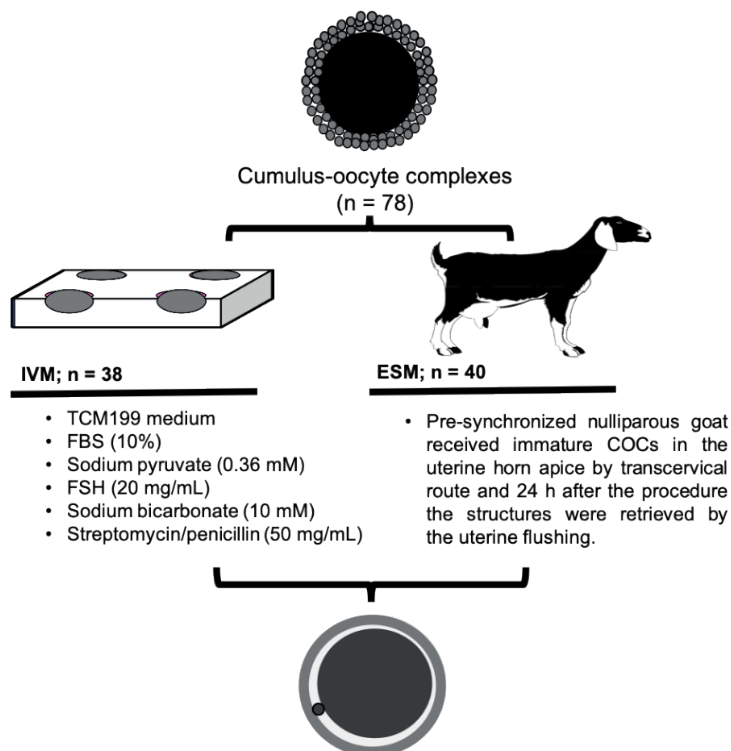 Cumulus-oocyte complexes
(n = 78)
IVM; n = 38
• TCM199 medium
• FBS (10%)
• Sodium pyruvate (0.36 mM)
• FSH (20 mg/mL)
• Sodium bicarbonate (10 mM)
• Streptomycin/penicillin (50 mg/mL)
ESM; n = 40
• Pre-synchronized nulliparous goat
received immature COCs in the
uterine horn apice by transcervical
route and 24 h after the procedure
the structures were retrieved by
the uterine flushing.